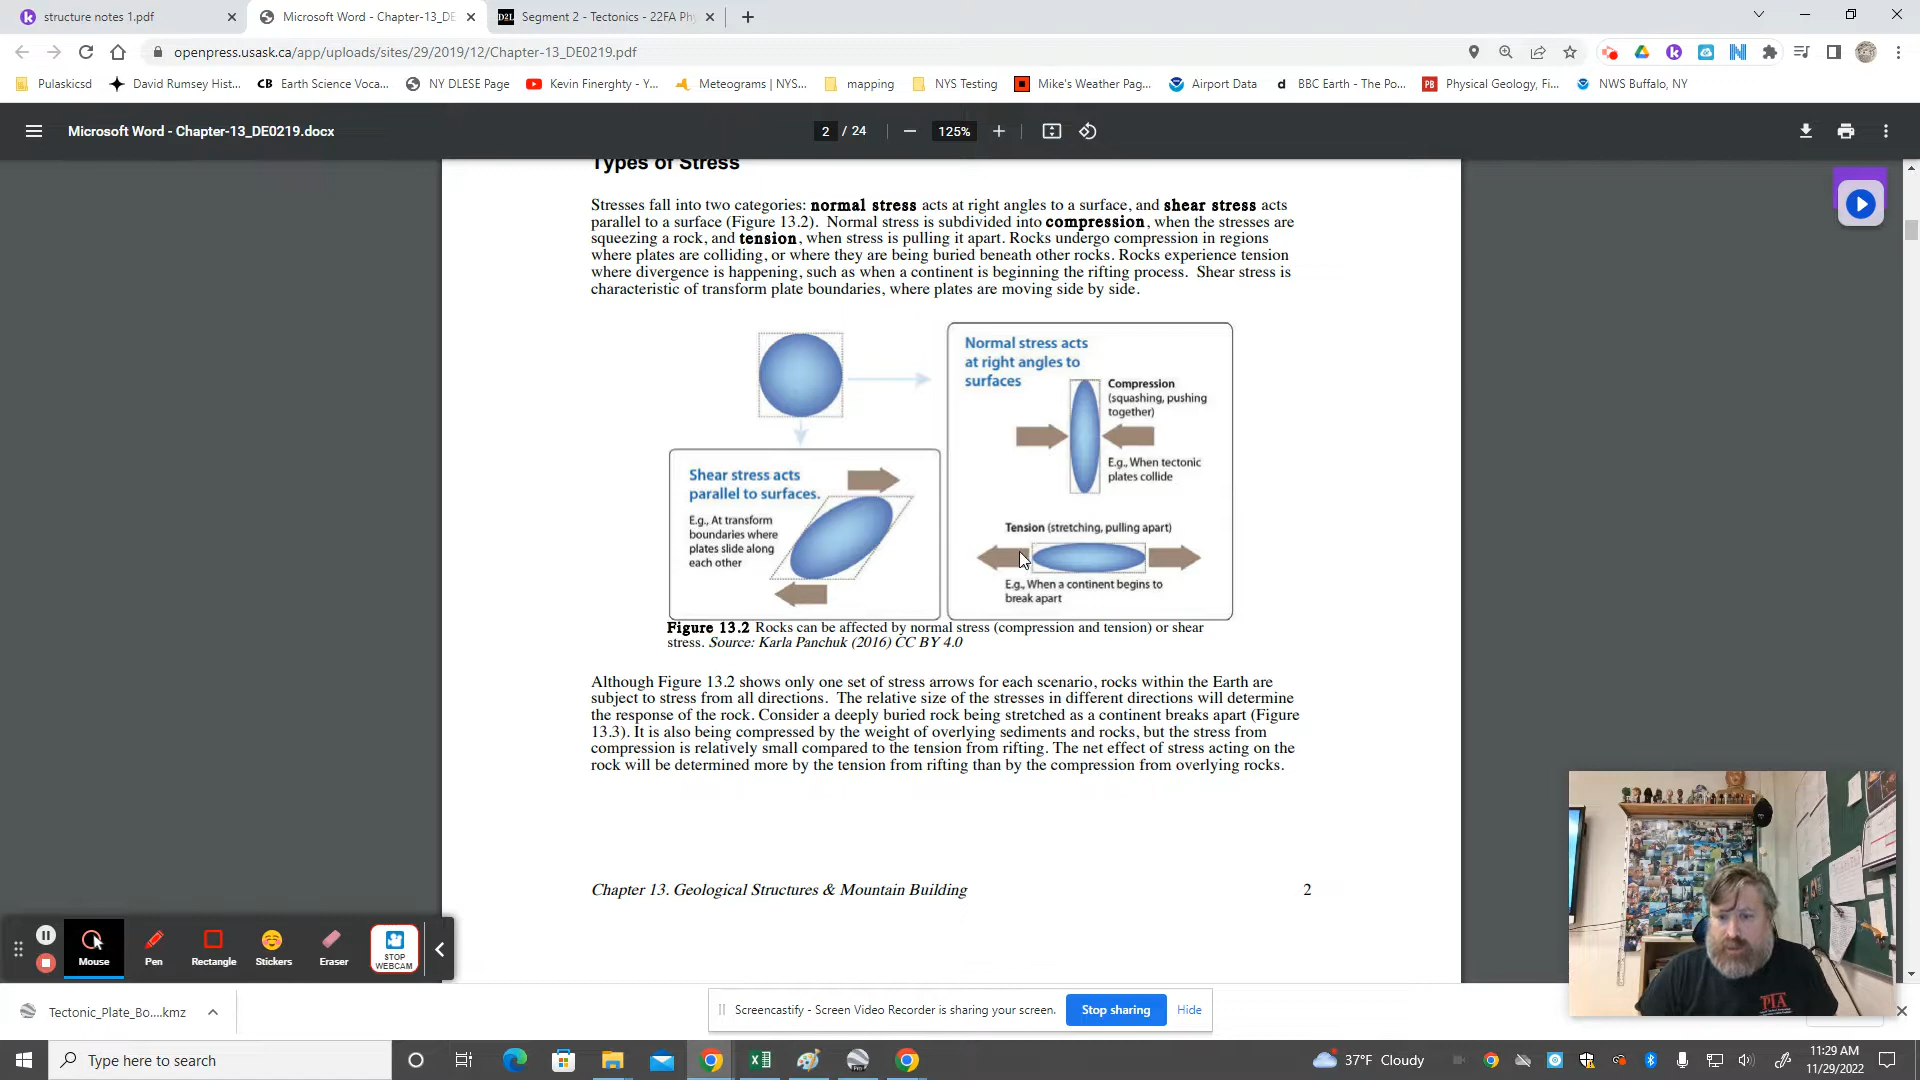 structure notes 1.pdf
Microsoft Word - Chapter-13_DE
Segment 2 - Tectonics - 22FA Ph
openpress.usask.ca/app/uploads/sites/29/2019/12/Chapter-13_DE0219.pdf
Pulaskicsd
David Rumsey Hist...
Earth Science Voca...
NY DLESE Page
Kevin Finerghty - Y...
Meteograms | NYS...
mapping
NYS Testing
Mike's Weather Pag...
Airport Data
BBC Earth - The Po...
Physical Geology, Fi...
NWS Buffalo, NY
Microsoft Word - Chapter-13_DE0219.docx
2 / 24
125%
Types of Stress
Stresses fall into two categories: normal stress acts at right angles to a surface, and shear stress acts
parallel to a surface (Figure 13.2). Normal stress is subdivided into compression, when the stresses are
squeezing a rock, and tension, when stress is pulling it apart. Rocks undergo compression in regions
where plates are colliding, or where they are being buried beneath other rocks. Rocks experience tension
where divergence is happening, such as when a continent is beginning the rifting process. Shear stress is
characteristic of transform plate boundaries, where plates are moving side by side.
Normal stress acts
at right angles to
surfaces
Compression
(squashing, pushing
together)
E.g., When tectonic
plates collide
Shear stress acts
parallel to surfaces.
E.g., At transform
boundaries where
plates slide along
each other
Tension (stretching, pulling apart)
E.g., When a continent begins to
break apart
Figure 13.2 Rocks can be affected by normal stress (compression and tension) or shear
stress. Source: Karla Panchuk (2016) CC BY 4.0
Although Figure 13.2 shows only one set of stress arrows for each scenario, rocks within the Earth are
subject to stress from all directions. The relative size of the stresses in different directions will determine
the response of the rock. Consider a deeply buried rock being stretched as a continent breaks apart (Figure
13.3). It is also being compressed by the weight of overlying sediments and rocks, but the stress from
compression is relatively small compared to the tension from rifting. The net effect of stress acting on the
rock will be determined more by the tension from rifting than by the compression from overlying rocks.
Chapter 13. Geological Structures & Mountain Building
2
Mouse
Pen
Rectangle
Stickers
Eraser
STOP
WEBCAM
PIA
Tectonic_Plate_Bo....kmz
Screencastify - Screen Video Recorder is sharing your screen.
Stop sharing
Hide
Type here to search
37°F Cloudy
11:29 AM
11/29/2022